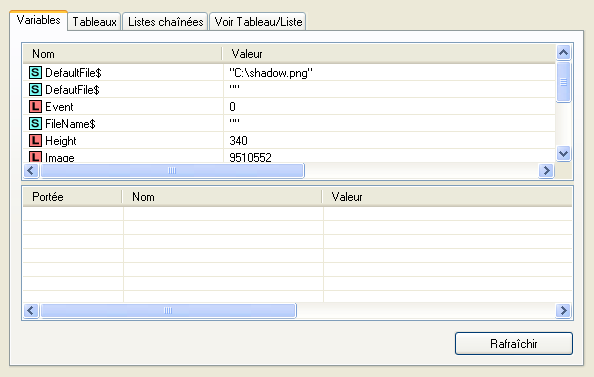 Variables Tableaux Listes chaînées Voir Tableau/Liste
Nom Valeur
S DefaultFile$ "C:\shadow.png"
S DefautFile$ ""
L Event 0
S FileName$ ""
L Height 340
L Image 9510552
Portée Nom Valeur
Rafraîchir